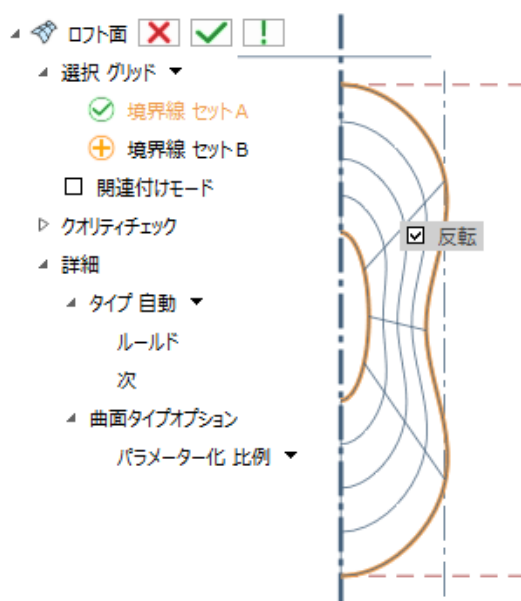 ロフト面
選択 グリッド
境界線 セットA
境界線 セットB
関連付けモード
反転
クオリティチェック
詳細
タイプ 自動
ルールド
次
曲面タイプオプション
パラメーター化 比例